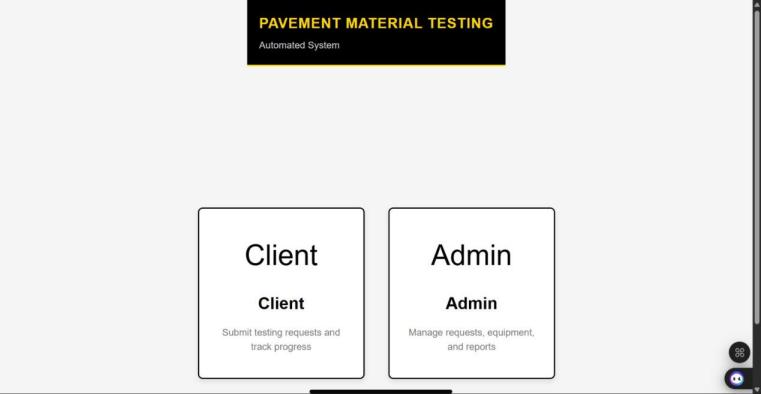 PAVEMENT MATERIAL TESTING
Automated System
Client
Client
Submit testing requests and
track progress
Admin
Admin
Manage requests, equipment,
and reports